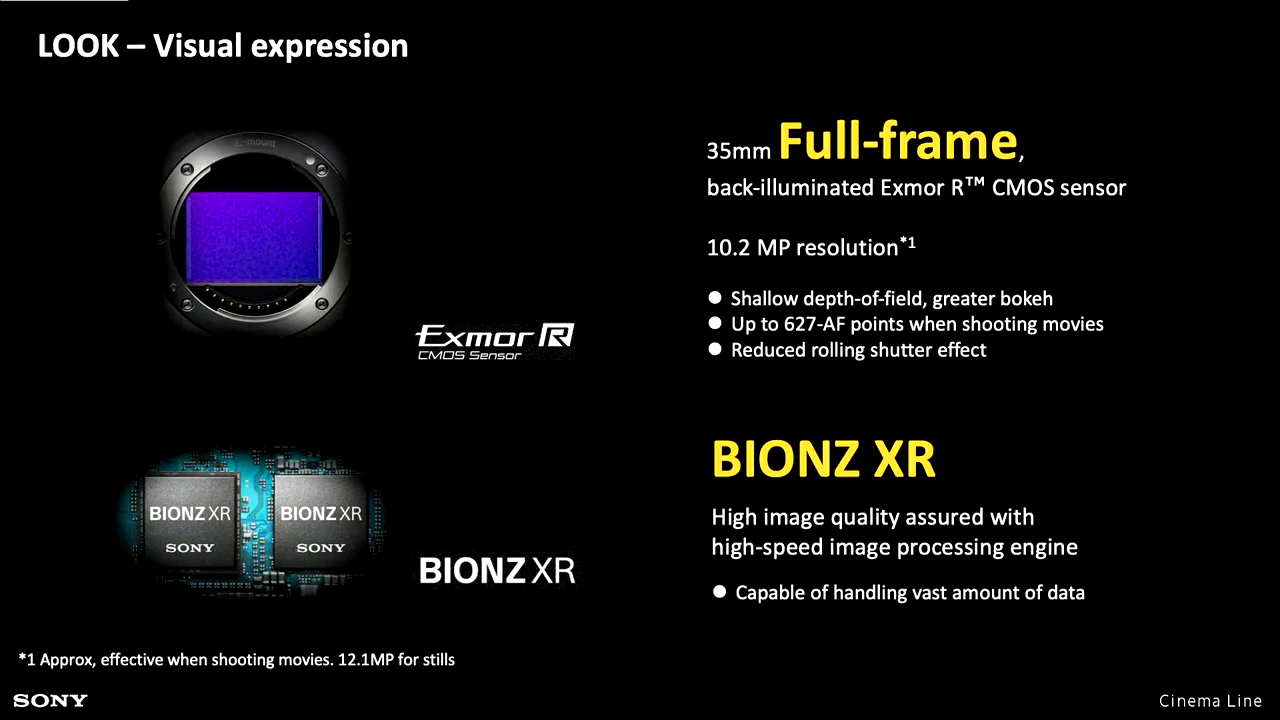 LOOK – Visual expression
E-mount
35mm Full-frame,
back-illuminated Exmor R™ CMOS sensor
10.2 MP resolution*1
● Shallow depth-of-field, greater bokeh
● Up to 627-AF points when shooting movies
● Reduced rolling shutter effect
Exmor R
CMOS Sensor
BIONZ XR
High image quality assured with
high-speed image processing engine
● Capable of handling vast amount of data
BIONZ XR
SONY
BIONZ XR
SONY
BIONZ XR
*1 Approx, effective when shooting movies. 12.1MP for stills
SONY
Cinema Line